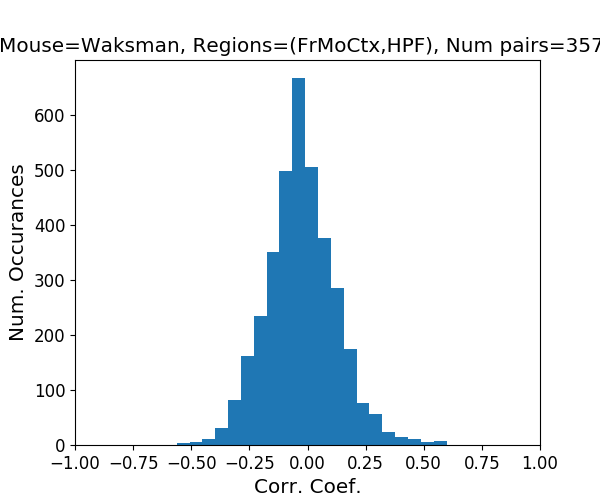 Mouse=Waksman, Regions=(FrMoCtx,HPF), Num pairs=357
Num. Occurances
600
500
400
300
200
100
0
−1.00 −0.75 −0.50 −0.25 0.00 0.25 0.50 0.75 1.00
Corr. Coef.